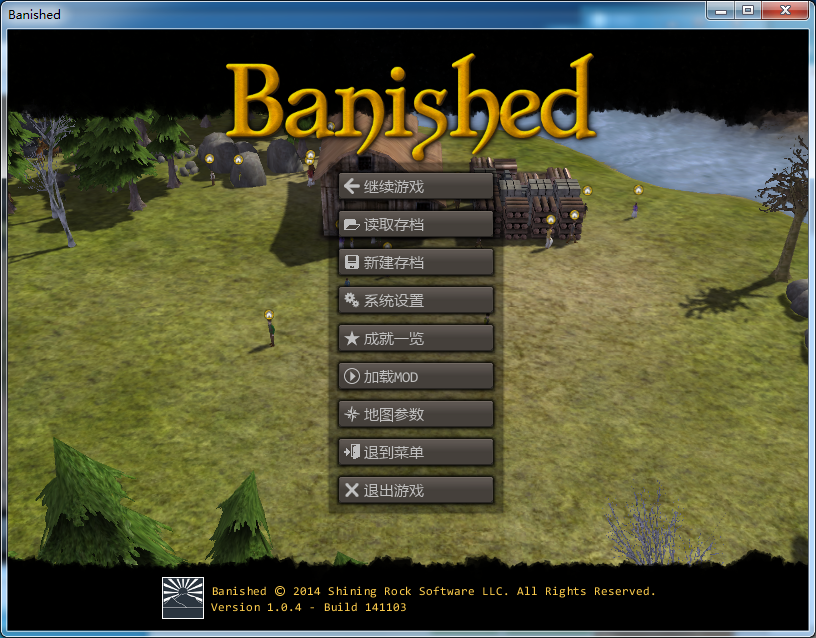 Banished
Banished
继续游戏
读取存档
新建存档
系统设置
成就一览
加载MOD
地图参数
退到菜单
退出游戏
Banished © 2014 Shining Rock Software LLC. All Rights Reserved.
Version 1.0.4 - Build 141103